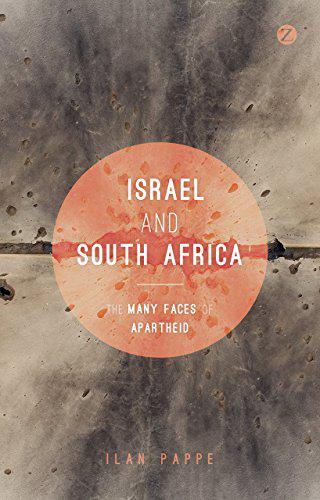 Z
ISRAEL
AND
SOUTH AFRICA
THE MANY FACES OF
APARTHEID
ILAN PAPPE